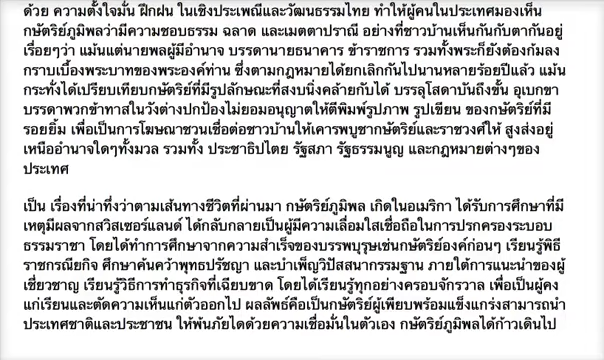 ด้วย ความตั้งใจมั่น ฝึกฝน ในเชิงประเพณีและวัฒนธรรมไทย ทำให้ผู้คนในประเทศมองเห็น
กษัตริย์ภูมิพลว่ามีความชอบธรรม ฉลาด และเมตตาปราณี อย่างที่ชาวบ้านเห็นกันกับตากันอยู่
เรื่อยๆว่า แม้นแต่นายพลผู้มีอำนาจ บรรดานายธนาคาร ข้าราชการ รวมทั้งพระก็ยังต้องก้มลง
กราบเบื้องพระบาทของพระองค์ท่าน ซึ่งตามกฎหมายได้ยกเลิกกันไปนานหลายร้อยปีแล้ว แม้น
กระทั่งได้เปรียบเทียบกษัตริย์ที่มีรูปลักษณะที่สงบนิ่งคล้ายกับได้ บรรลุโสดาบันถึงขั้น อุเบกขา
บรรดาพวกข้าทาสในวังต่างปกป้องไม่ยอมอนุญาตให้ตีพิมพ์รูปภาพ รูปเขียน ของกษัตริย์ที่มี
รอยยิ้ม เพื่อเป็นการโฆษณาชวนเชื่อต่อชาวบ้านให้เคารพบูชากษัตริย์และราชวงศ์ให้ สูงส่งอยู่
เหนืออำนาจใดๆทั้งมวล รวมทั้ง ประชาธิปไตย รัฐสภา รัฐธรรมนูญ และกฎหมายต่างๆของ
ประเทศ
เป็น เรื่องที่น่าทึ่งว่าตามเส้นทางชีวิตที่ผ่านมา กษัตริย์ภูมิพล เกิดในอเมริกา ได้รับการศึกษาที่มี
เหตุมีผลจากสวิสเซอร์แลนด์ ได้กลับกลายเป็นผู้มีความเลื่อมใสเชื่อถือในการปรกครองระบอบ
ธรรมราชา โดยได้ทำการศึกษาจากความสำเร็จของบรรพบุรุษเช่นกษัตริย์องค์ก่อนๆ เรียนรู้พิธี
ราชกรณียกิจ ศึกษาค้นคว้าพุทธปรัชญา และบำเพ็ญวิปัสสนากรรมฐาน ภายใต้การแนะนำของผู้
เชี่ยวชาญ เรียนรู้วิธีการทำธุรกิจที่เฉียบขาด โดยได้เรียนรู้ทุกอย่างครอบจักรวาล เพื่อเป็นผู้คง
แก่เรียนและตัดความเห็นแก่ตัวออกไป ผลลัพธ์คือเป็นกษัตริย์ผู้เพียบพร้อมแข็งแกร่งสามารถนำ
ประเทศชาติและประชาชน ให้พ้นภัยใดด้วยความเชื่อมั่นในตัวเอง กษัตริย์ภูมิพลได้ก้าวเดินไป